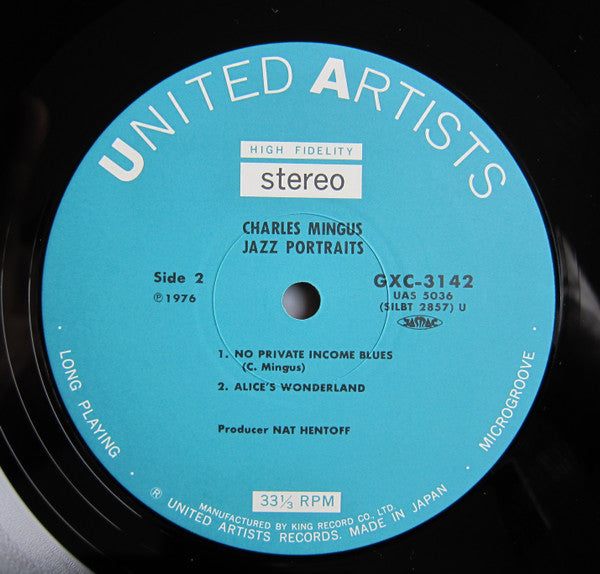 UNITED ARTISTS
HIGH FIDELITY
stereo
CHARLES MINGUS
JAZZ PORTRAITS
Side 2
℗ 1976
GXC-3142
UAS 5036
(SILBT 2857) U
JASRAC
1. NO PRIVATE INCOME BLUES
(C. Mingus)
2. ALICE'S WONDERLAND
Producer NAT HENTOFF
· LONG PLAYING ·
· MICROGROOVE ·
33⅓ RPM
MANUFACTURED BY KING RECORD CO., LTD.
® UNITED ARTISTS RECORDS. MADE IN JAPAN